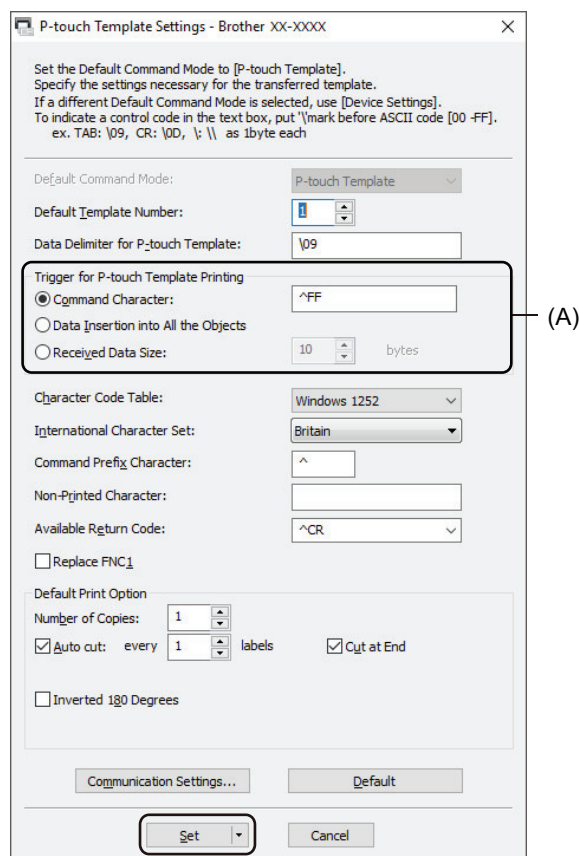 P-touch Template Settings - Brother XX-XXXX
Set the Default Command Mode to [P-touch Template].
Specify the settings necessary for the transferred template.
If a different Default Command Mode is selected, use [Device Settings].
To indicate a control code in the text box, put '\'mark before ASCII code [00 -FF].
ex. TAB: \09, CR: \0D, \: \\ as 1byte each
Default Command Mode: P-touch Template
Default Template Number: 1
Data Delimiter for P-touch Template: \09
Trigger for P-touch Template Printing
Command Character: ^FF
(A)
Data Insertion into All the Objects
Received Data Size: 10 bytes
Character Code Table: Windows 1252
International Character Set: Britain
Command Prefix Character: ^
Non-Printed Character:
Available Return Code: ^CR
Replace FNC1
Default Print Option
Number of Copies: 1
Auto cut: every 1 labels Cut at End
Inverted 180 Degrees
Communication Settings... Default
Set Cancel